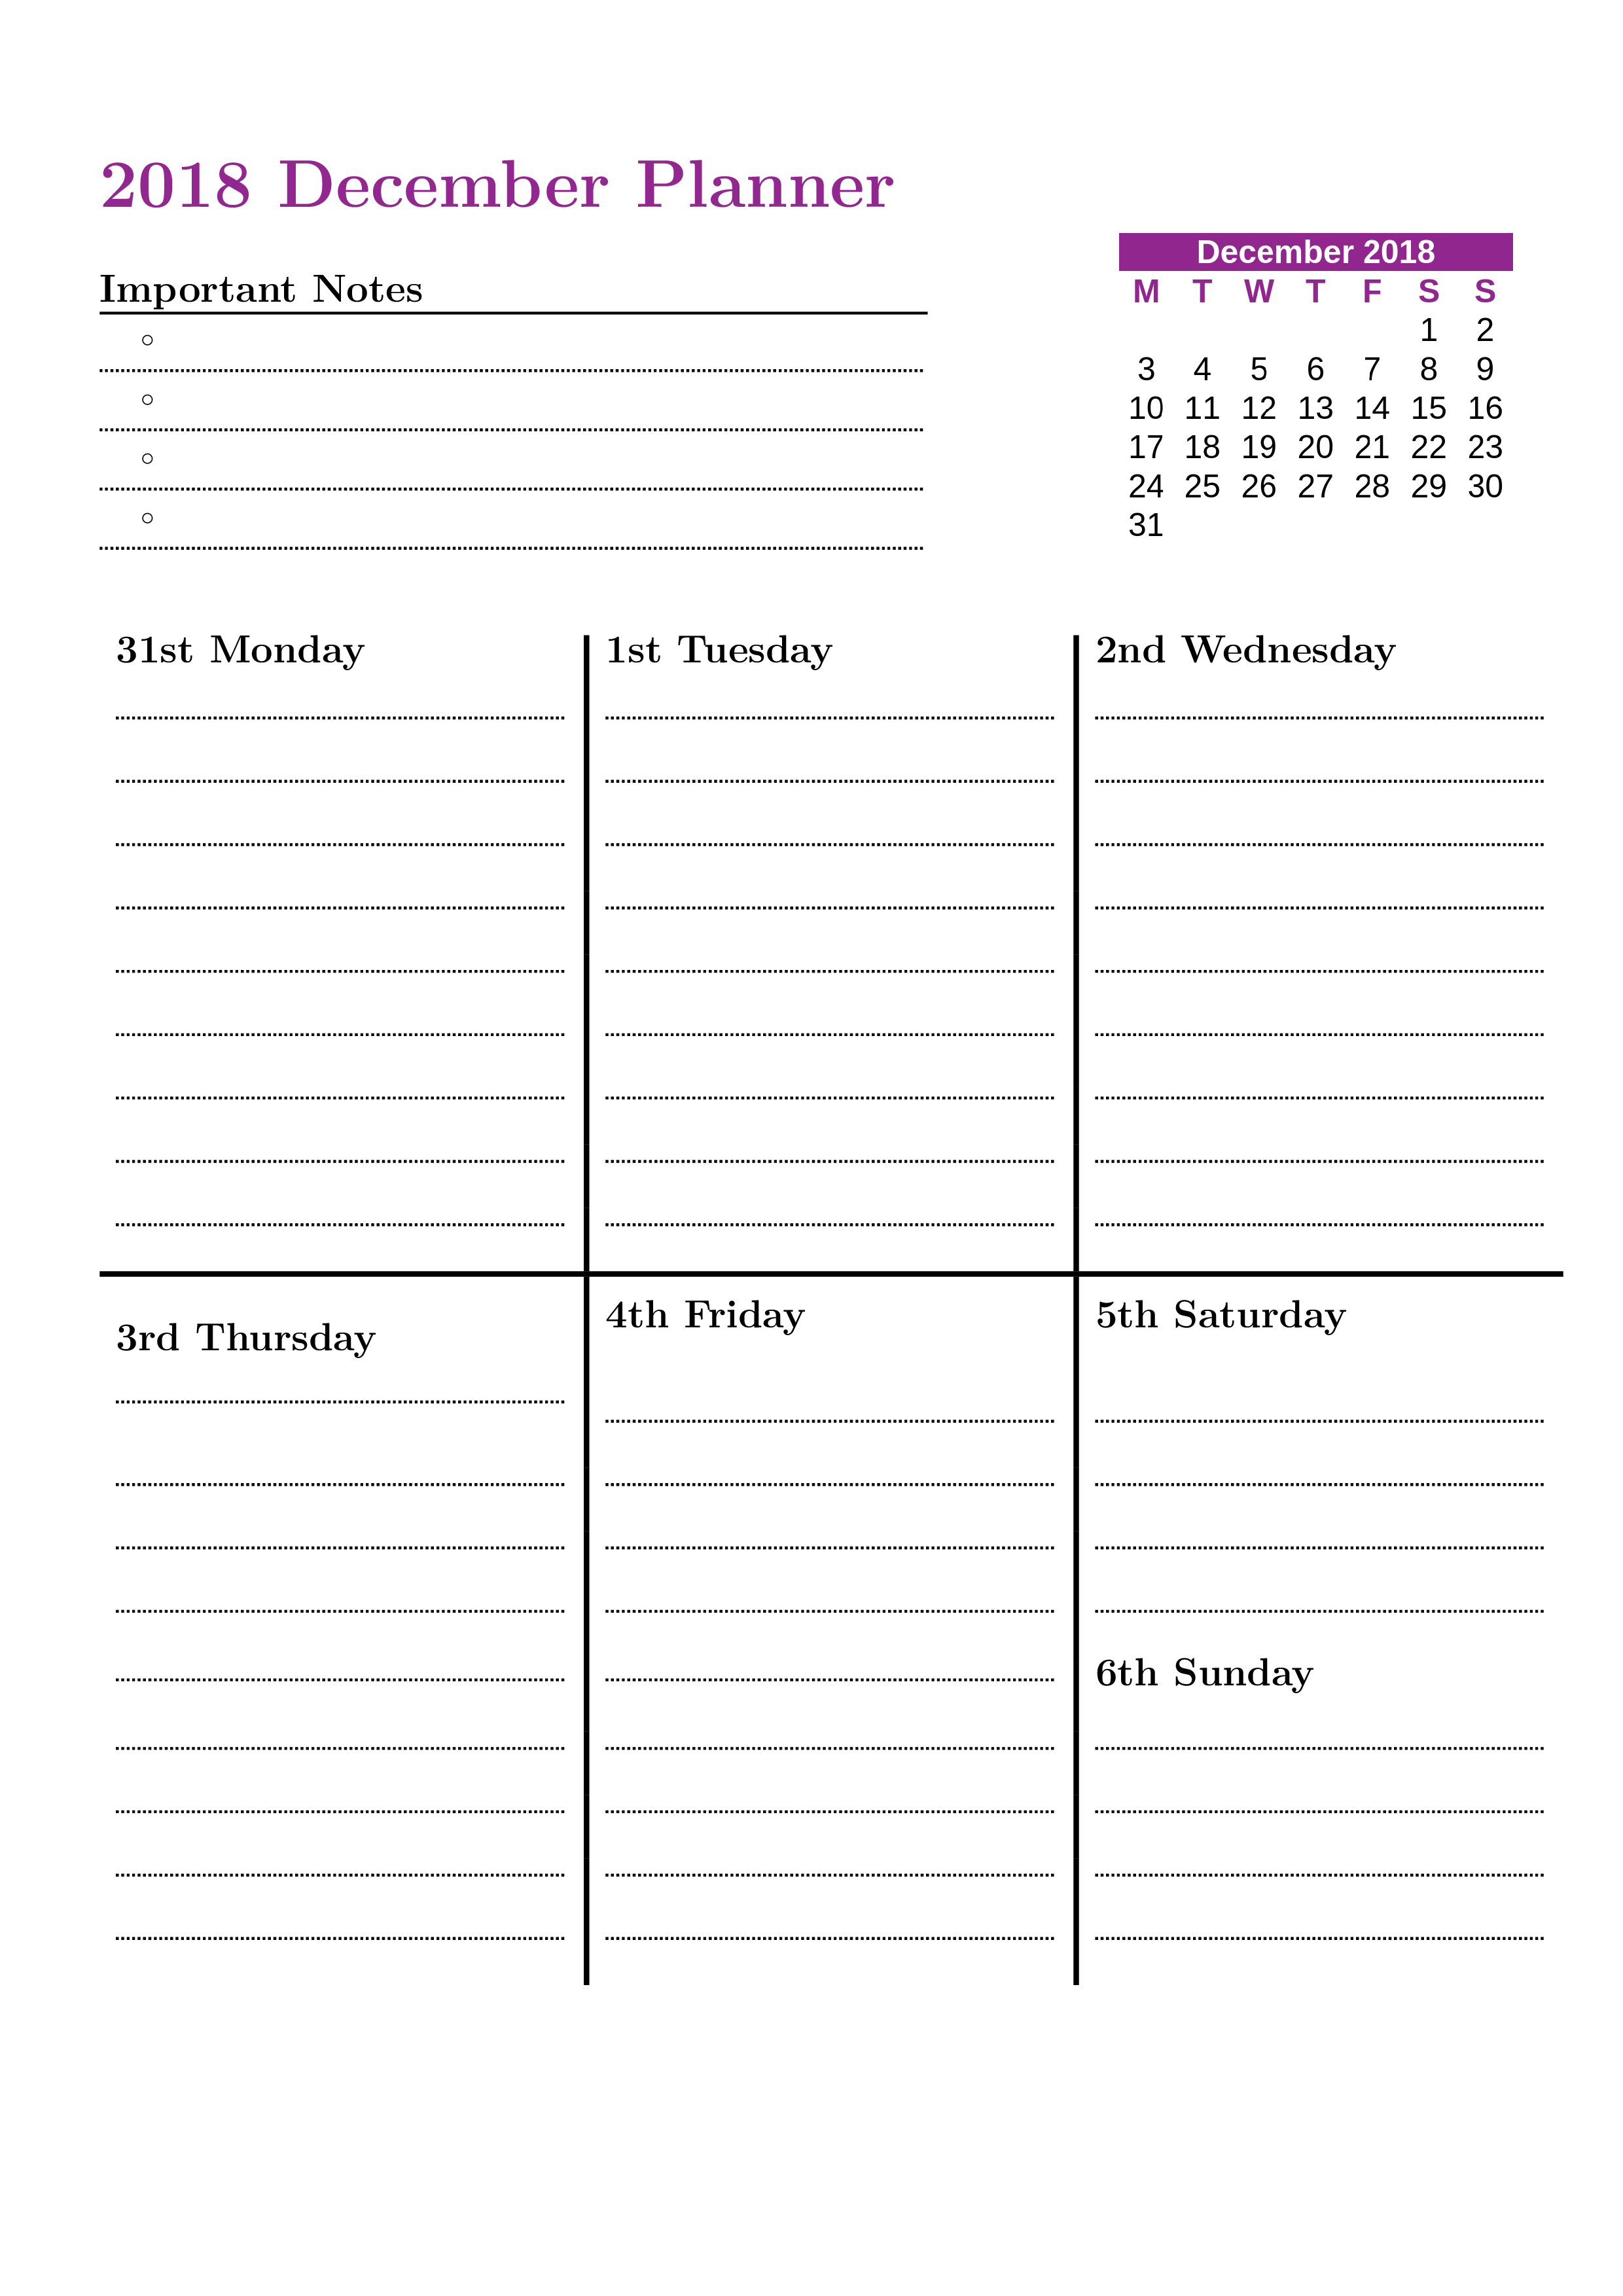 2018 December Planner
Important Notes
December 2018
M T W T F S S
1 2
3 4 5 6 7 8 9
10 11 12 13 14 15 16
17 18 19 20 21 22 23
24 25 26 27 28 29 30
31
31st Monday
1st Tuesday
2nd Wednesday
3rd Thursday
4th Friday
5th Saturday
6th Sunday